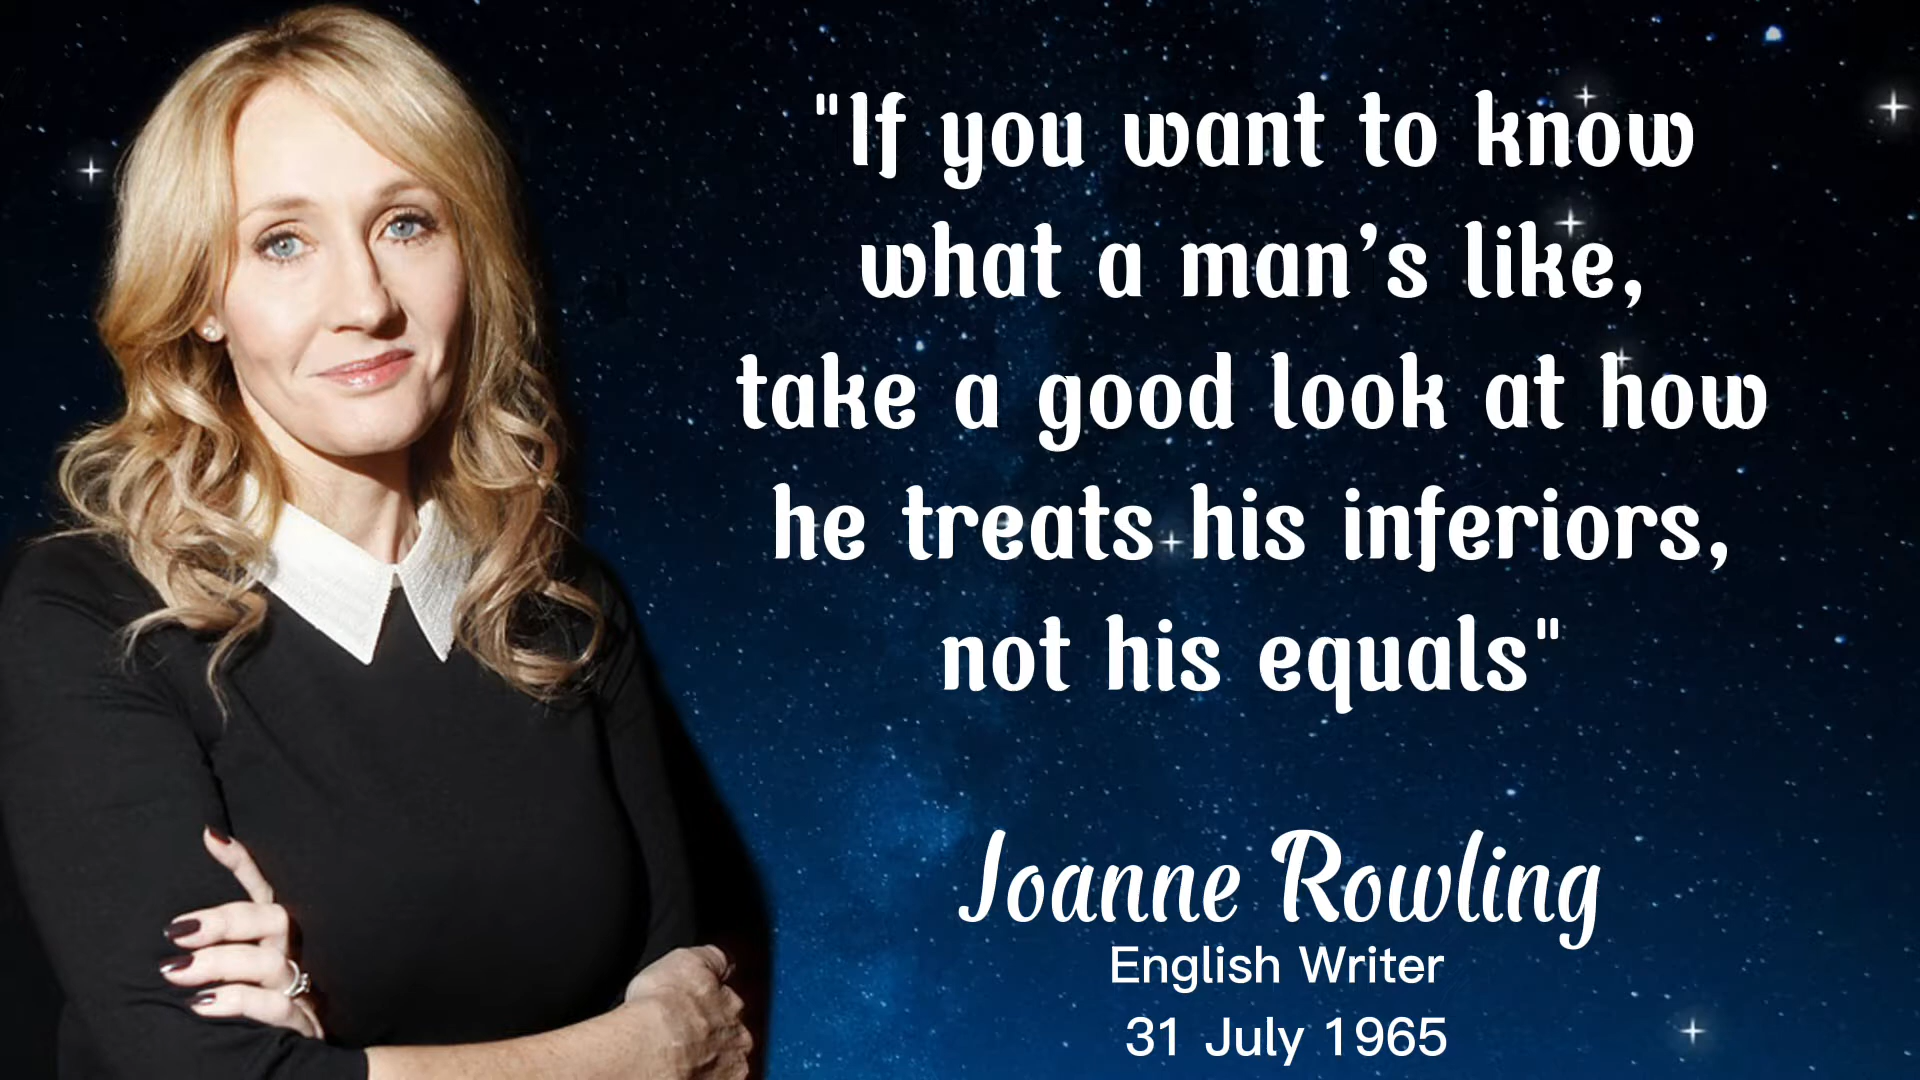 "If you want to know
what a man’s like,
take a good look at how
he treats his inferiors,
not his equals"
Joanne Rowling
English Writer
31 July 1965